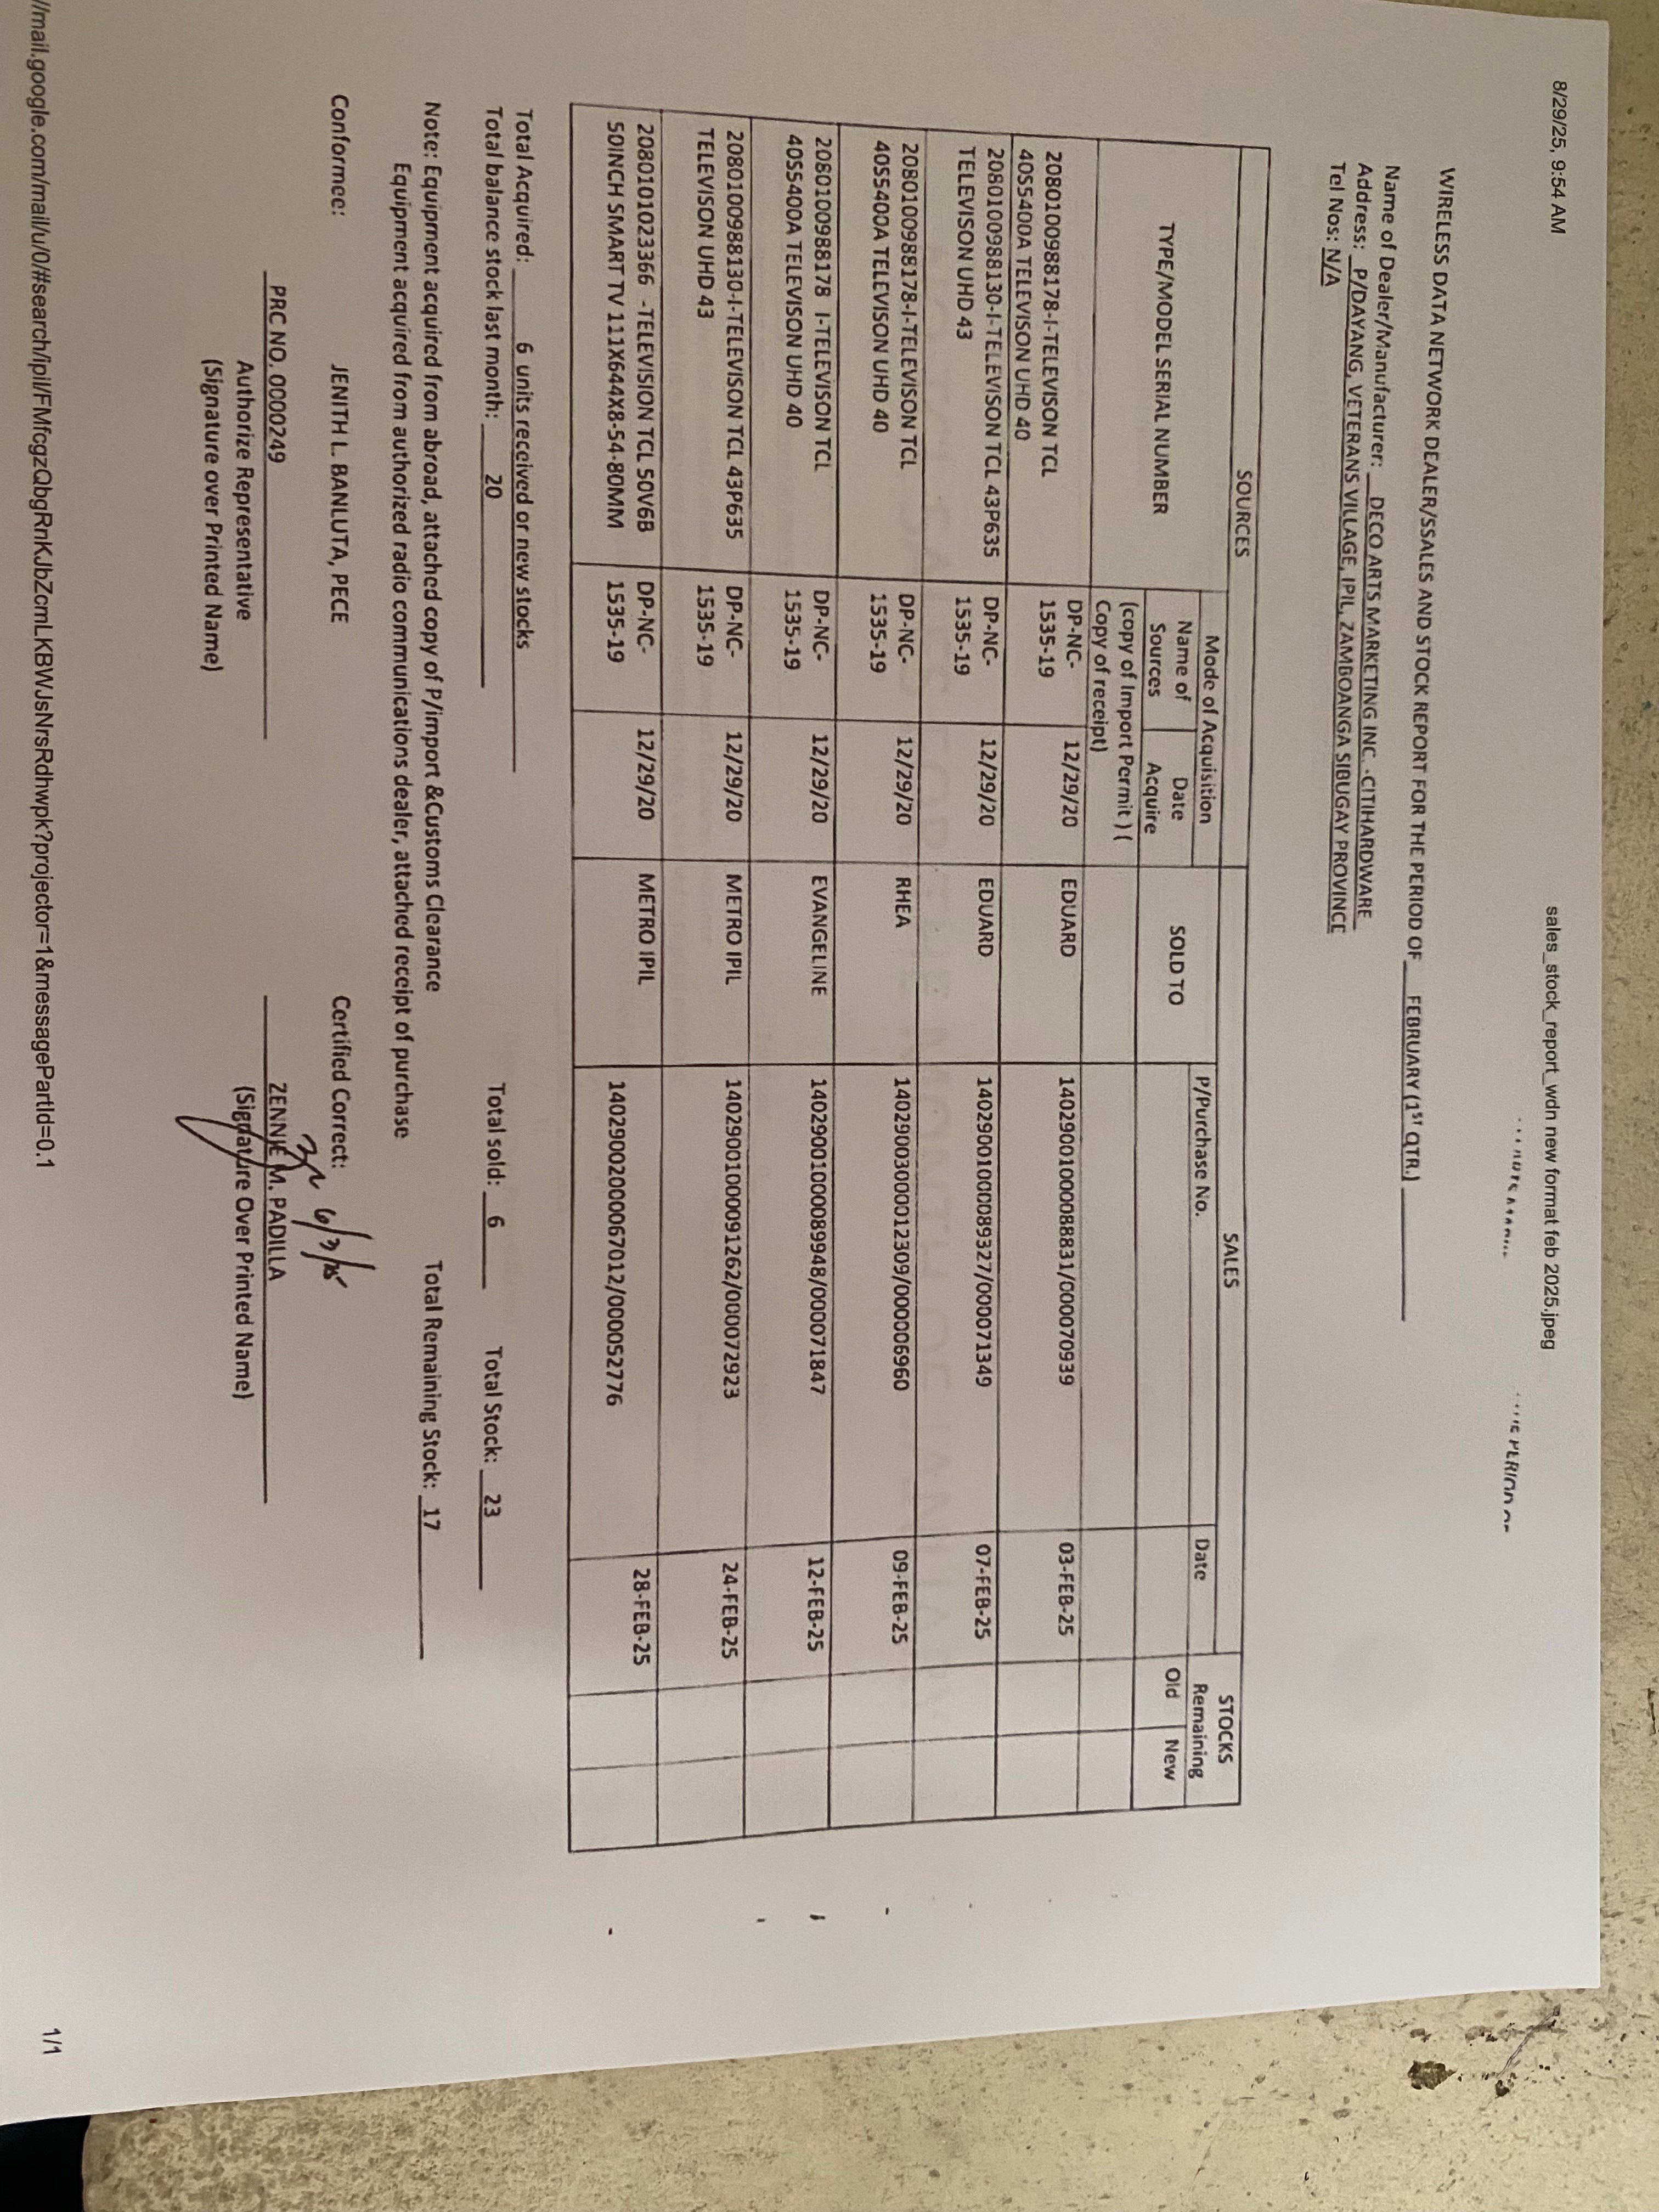 8/29/25, 9:54 AM
sales_stock_report_wdn new format feb 2025.jpeg
WIRELESS DATA NETWORK DEALER/SSALES AND STOCK REPORT FOR THE PERIOD OF FEBRUARY (1ST QTR.)
Name of Dealer/Manufacturer: DECO ARTS MARKETING INC. -CITIHARDWARE
Address: P/DAYANG, VETERANS VILLAGE, IPIL, ZAMBOANGA SIBUGAY PROVINCE
Tel Nos: N/A
SOURCES SALES STOCKS
TYPE/MODEL SERIAL NUMBER Mode of Acquisition SOLD TO P/Purchase No. Date Remaining
Name of Sources Date Acquire Old New
(copy of Import Permit ) (
Copy of receipt)
2080100988178-I-TELEVISON TCL DP-NC- 12/29/20 EDUARD 1402900100088831/000070939 03-FEB-25
40S5400A TELEVISON UHD 40 1535-19
2080100988130-I-TELEVISON TCL 43P635 DP-NC- 12/29/20 EDUARD 1402900100089327/000071349 07-FEB-25
TELEVISON UHD 43 1535-19
2080100988178-I-TELEVISON TCL DP-NC- 12/29/20 RHEA 1402900300012309/000006960 09-FEB-25
40S5400A TELEVISON UHD 40 1535-19
2080100988178 I-TELEVISON TCL DP-NC- 12/29/20 EVANGELINE 1402900100089948/000071847 12-FEB-25
40S5400A TELEVISON UHD 40 1535-19
2080100988130-I-TELEVISON TCL 43P635 DP-NC- 12/29/20 METRO IPIL 1402900100091262/000072923 24-FEB-25
TELEVISON UHD 43 1535-19
208010102336​6 -TELEVISION TCL 50V6B DP-NC- 12/29/20 METRO IPIL 1402900200067012/000052776 28-FEB-25
50INCH SMART TV 111X644X8-54-80MM 1535-19
Total Acquired: 6 units received or new stocks
Total balance stock last month: 20 Total sold: 6 Total Stock: 23
Note: Equipment acquired from abroad, attached copy of P/import &Customs Clearance Total Remaining Stock: 17
Equipment acquired from authorized radio communications dealer, attached receipt of purchase
Conformee: JENITH L. BANLUTA, PECE Certified Correct:
PRC NO. 0000249 ZENNIE M. PADILLA
Authorize Representative (Signature Over Printed Name)
(Signature over Printed Name)
//mail.google.com/mail/u/0/#search/ipil/FMfcgzQbgRnKJbZcmLKBWJsNrsRdhwpk?projector=1&messagePartId=0.1
1/1